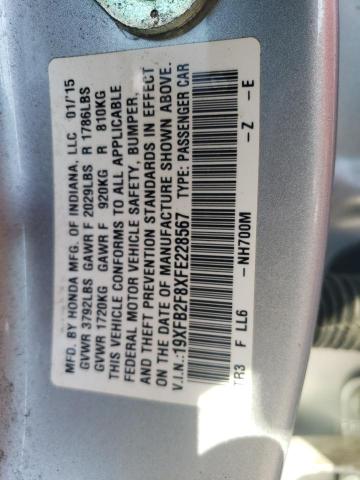 MFD. BY HONDA MFG. OF INDIANA, LLC 01/'15
GVWR 3792LBS GAWR F 2029LBS R 1786LBS
GVWR 1720KG GAWR F 920KG R 810KG
THIS VEHICLE CONFORMS TO ALL APPLICABLE
FEDERAL MOTOR VEHICLE SAFETY, BUMPER,
AND THEFT PREVENTION STANDARDS IN EFFECT
ON THE DATE OF MANUFACTURE SHOWN ABOVE.
V.I.N.:19XFB2F8XFE228567 TYPE: PASSENGER CAR
TR3 F LL6 -NH700M -Z -E